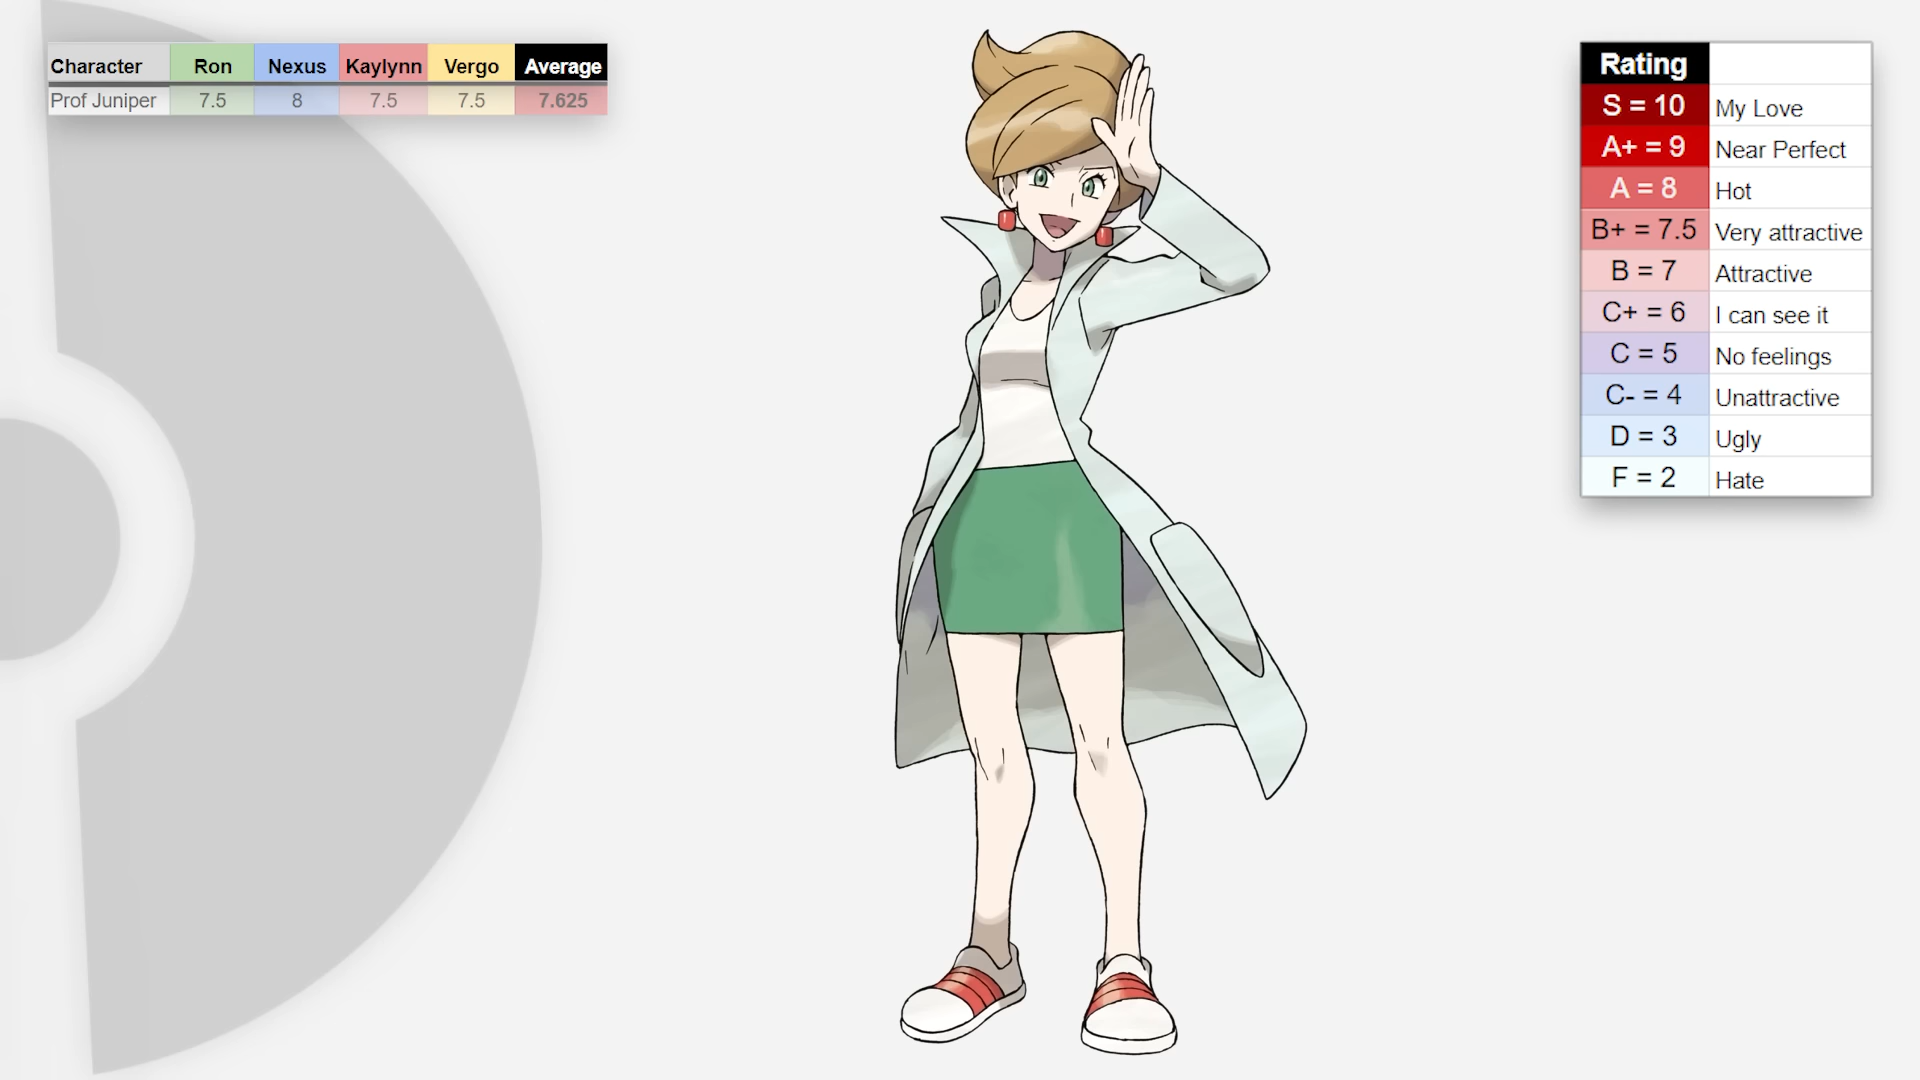 Character Ron Nexus Kaylynn Vergo Average
Prof Juniper 7.5 8 7.5 7.5 7.625
Rating
S = 10 My Love
A+ = 9 Near Perfect
A = 8 Hot
B+ = 7.5 Very attractive
B = 7 Attractive
C+ = 6 I can see it
C = 5 No feelings
C- = 4 Unattractive
D = 3 Ugly
F = 2 Hate